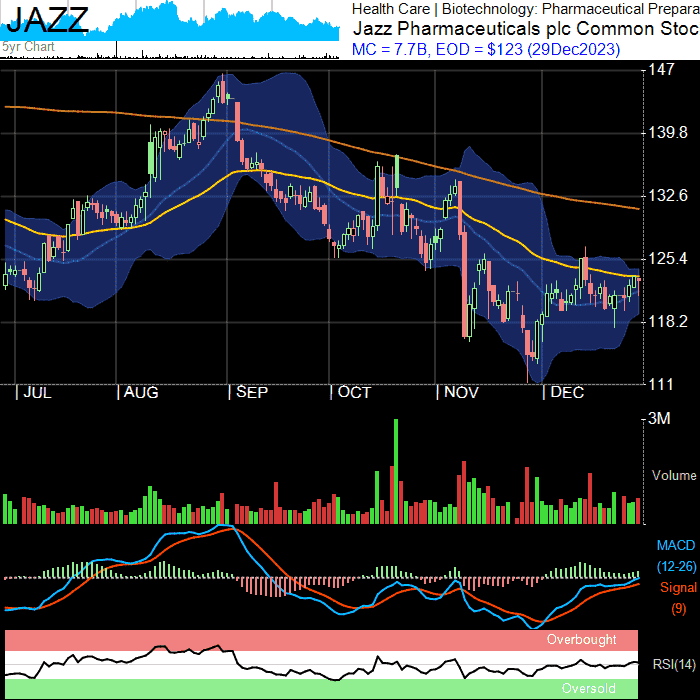 JAZZ
5yr Chart
Health Care | Biotechnology: Pharmaceutical Prepara
Jazz Pharmaceuticals plc Common Stoc
MC = 7.7B, EOD = $123 (29Dec2023)
147
139.8
132.6
125.4
118.2
111
| JUL | AUG | SEP | OCT | NOV | DEC
3M
Volume
MACD
(12-26)
Signal
(9)
Overbought
RSI(14)
Oversold